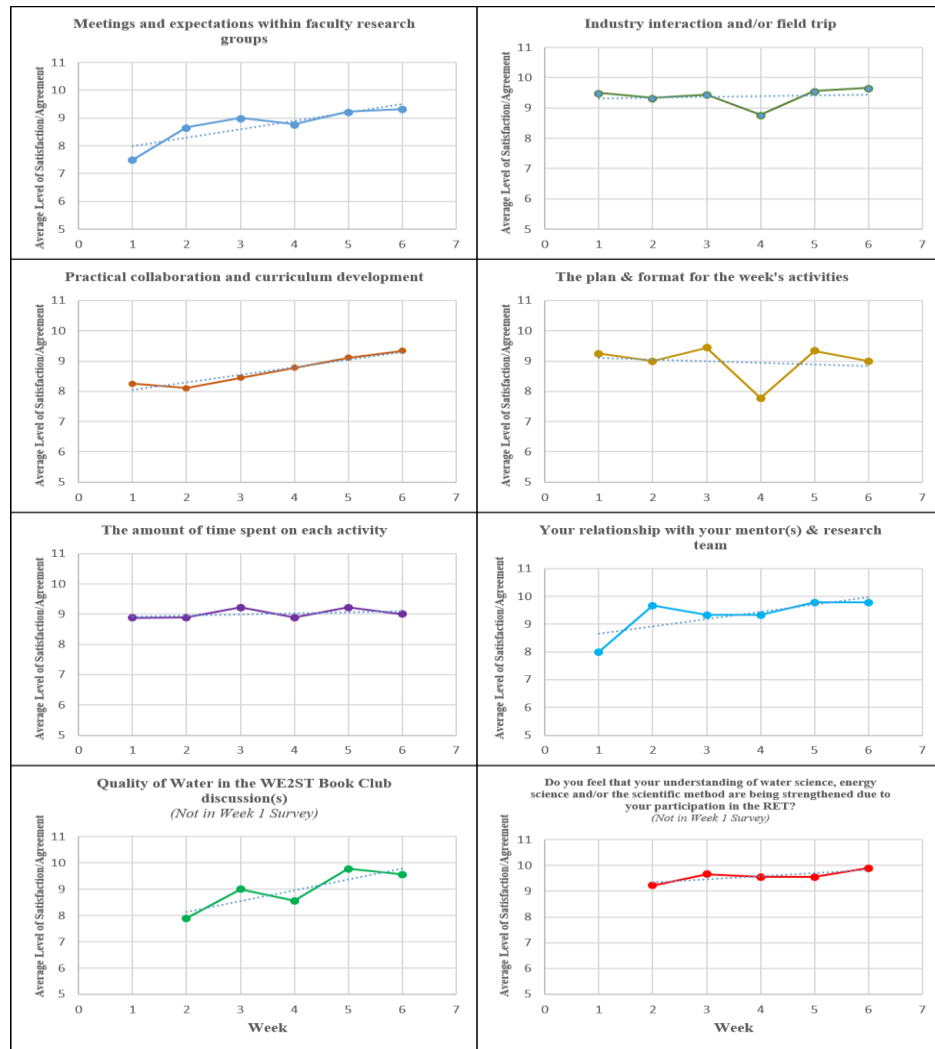 Meetings and expectations within faculty research
groups
Average Level of Satisfaction/Agreement
11
10
9
8
7
6
5
0 1 2 3 4 5 6 7
Industry interaction and/or field trip
Average Level of Satisfaction/Agreement
11
10
9
8
7
6
5
0 1 2 3 4 5 6 7
Practical collaboration and curriculum development
Average Level of Satisfaction/Agreement
11
10
9
8
7
6
5
0 1 2 3 4 5 6 7
The plan & format for the week's activities
Average Level of Satisfaction/Agreement
11
10
9
8
7
6
5
0 1 2 3 4 5 6 7
The amount of time spent on each activity
Average Level of Satisfaction/Agreement
11
10
9
8
7
6
5
0 1 2 3 4 5 6 7
Your relationship with your mentor(s) & research
team
Average Level of Satisfaction/Agreement
11
10
9
8
7
6
5
0 1 2 3 4 5 6 7
Quality of Water in the WE2ST Book Club
discussion(s)
(Not in Week 1 Survey)
Average Level of Satisfaction/Agreement
11
10
9
8
7
6
5
0 1 2 3 4 5 6 7
Week
Do you feel that your understanding of water science, energy
science and/or the scientific method are being strengthened due to
your participation in the RET?
(Not in Week 1 Survey)
Average Level of Satisfaction/Agreement
11
10
9
8
7
6
5
0 1 2 3 4 5 6 7
Week